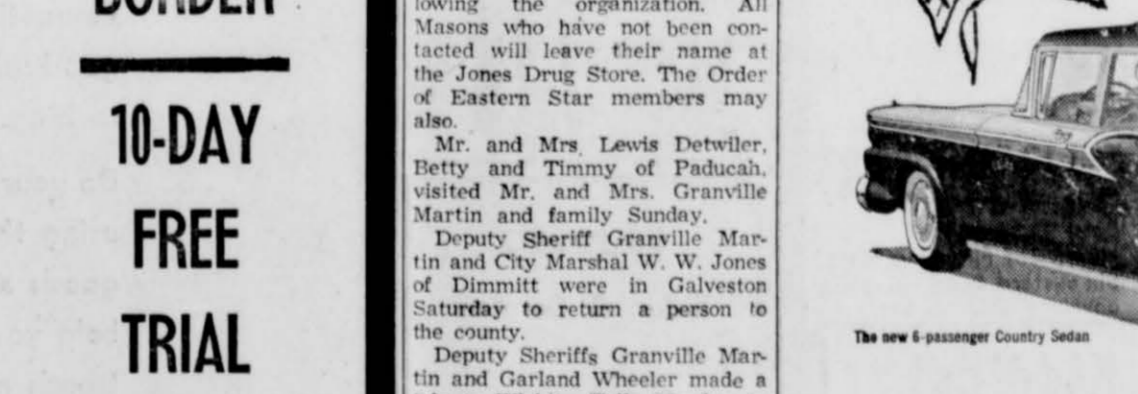 BORDER
10-DAY
FREE
TRIAL
lowing the organization. All
Masons who have not been con-
tacted will leave their name at
the Jones Drug Store. The Order
of Eastern Star members may
also.
Mr. and Mrs. Lewis Detwiler,
Betty and Timmy of Paducah,
visited Mr. and Mrs. Granville
Martin and family Sunday.
Deputy Sheriff Granville Mar-
tin and City Marshal W. W. Jones
of Dimmitt were in Galveston
Saturday to return a person to
the county.
Deputy Sheriffs Granville Mar-
tin and Garland Wheeler made a
The new 6-passenger Country Sedan